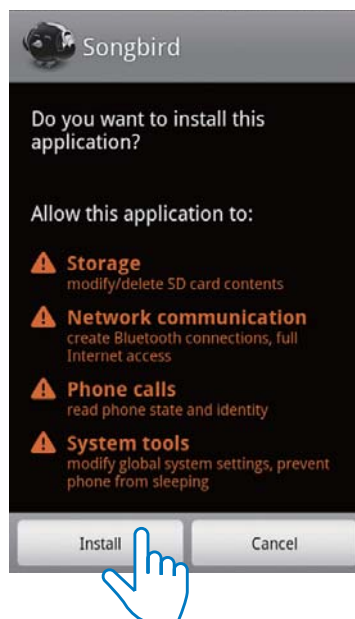 Songbird
Do you want to install this
application?
Allow this application to:
Storage
modify/delete SD card contents
Network communication
create Bluetooth connections, full
Internet access
Phone calls
read phone state and identity
System tools
modify global system settings, prevent
phone from sleeping
Install
Cancel